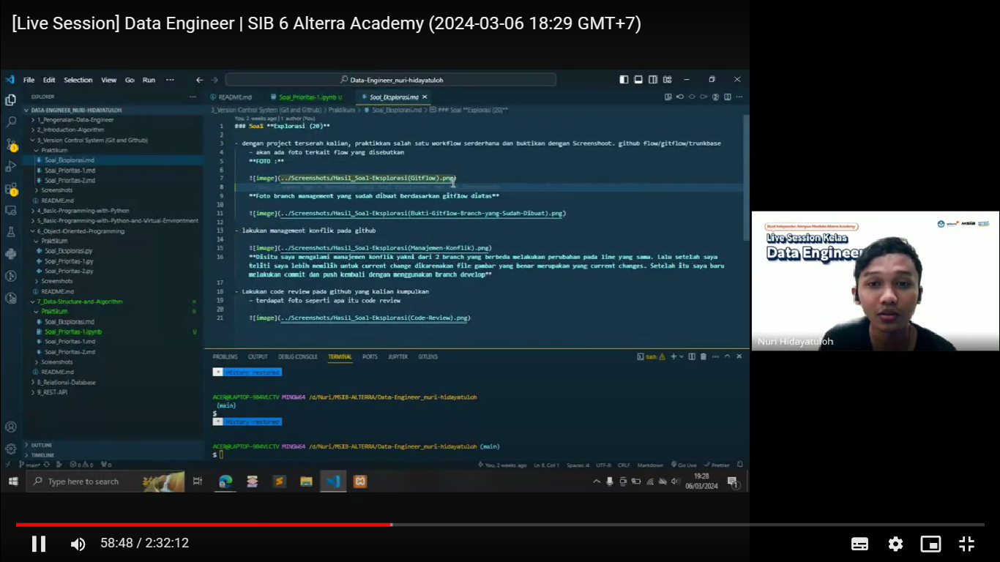 [Live Session] Data Engineer | SIB 6 Alterra Academy (2024-03-06 18:29 GMT+7)
File Edit Selection View Go Run ··· Data-Engineer_nuri-hidayatuloh
EXPLORER ···
README.md Soal_Prioritas-1.ipynb U Soal_Eksplorasi.md
DATA-ENGINEER_NURI-HIDAYATULOH
3_Version Control System (Git and Github) > Praktikum > Soal_Eksplorasi.md > ### Soal **Explorasi (20)**
1_Pengenalan-Data-Engineer
2_Introduction-Algorithm
3_Version Control System (Git and Github)
Praktikum
Soal_Eksplorasi.md
Soal_Prioritas-1.md
Soal_Prioritas-2.md
Screenshots
README.md
4_Basic-Programming-with-Python
5_Basic-Programming-with-Python-and-Virtual-Environtment
6_Object-Oriented-Programming
Praktikum
Soal_Eksplorasi.py
Soal_Prioritas-1.py
Soal_Prioritas-2.py
Screenshots
README.md
7_Data-Structure-and-Algorithm
Praktikum
Soal_Eksplorasi.md
Soal_Prioritas-1.ipynb U
Soal_Prioritas-1.md
Soal_Prioritas-2.md
Screenshots
README.md
8_Relational-Database
9_REST-API
OUTLINE
TIMELINE
You, 2 weeks ago | 1 author (You)
1 ### Soal **Explorasi (20)**
2
3 - dengan project terserah kalian, praktikkan salah satu workflow serderhana dan buktikan dengan Screenshoot. github flow/gitflow/trunkbase
4 - akan ada foto terkait flow yang disebutkan
5 **FOTO :**
6
7 ![image](../Screenshots/Hasil_Soal-Eksplorasi(Gitflow).png)
8
9 **Foto branch management yang sudah dibuat berdasarkan gitflow diatas**
10
11 ![image](../Screenshots/Hasil_Soal-Eksplorasi(Bukti-Gitflow-Branch-yang-Sudah-Dibuat).png)
12
13 - lakukan management konflik pada github
14
15 ![image](../Screenshots/Hasil_Soal-Eksplorasi(Manajemen-Konflik).png)
16 **Disitu saya mengalami manajemen konflik yakni dari 2 branch yang berbeda melakukan perubahan pada line yang sama. Lalu setelah saya
teliti saya lebih memilih untuk current change dikarenakan file gambar yang benar merupakan yang current changes. Setelah itu saya baru
melakukan commit dan push kembali dengan menggunakan branch develop**
17
18 - Lakukan code review pada github yang kalian kumpulkan
19 - terdapat foto seperti apa itu code review
20
21 ![image](../Screenshots/Hasil_Soal-Eksplorasi(Code-Review).png)
PROBLEMS OUTPUT DEBUG CONSOLE TERMINAL PORTS JUPYTER GITLENS bash
* History restored
ACER@LAPTOP-984VLCTV MINGW64 /d/Nuri/MSIB-ALTERRA/Data-Engineer_nuri-hidayatuloh
(main)
$
* History restored
ACER@LAPTOP-984VLCTV MINGW64 /d/Nuri/MSIB-ALTERRA/Data-Engineer_nuri-hidayatuloh (main)
$
main* 0 0 0 You, 2 weeks ago Ln 8, Col 1 Spaces: 4 UTF-8 CRLF Markdown Go Live Prettier
Type here to search
19:28
06/03/2024
1
Studi Independen Kampus Merdeka Alterra Academy
Live Session Kelas
Data Engineer
MSIB
Nuri Hidayatuloh
58:48 / 2:32:12